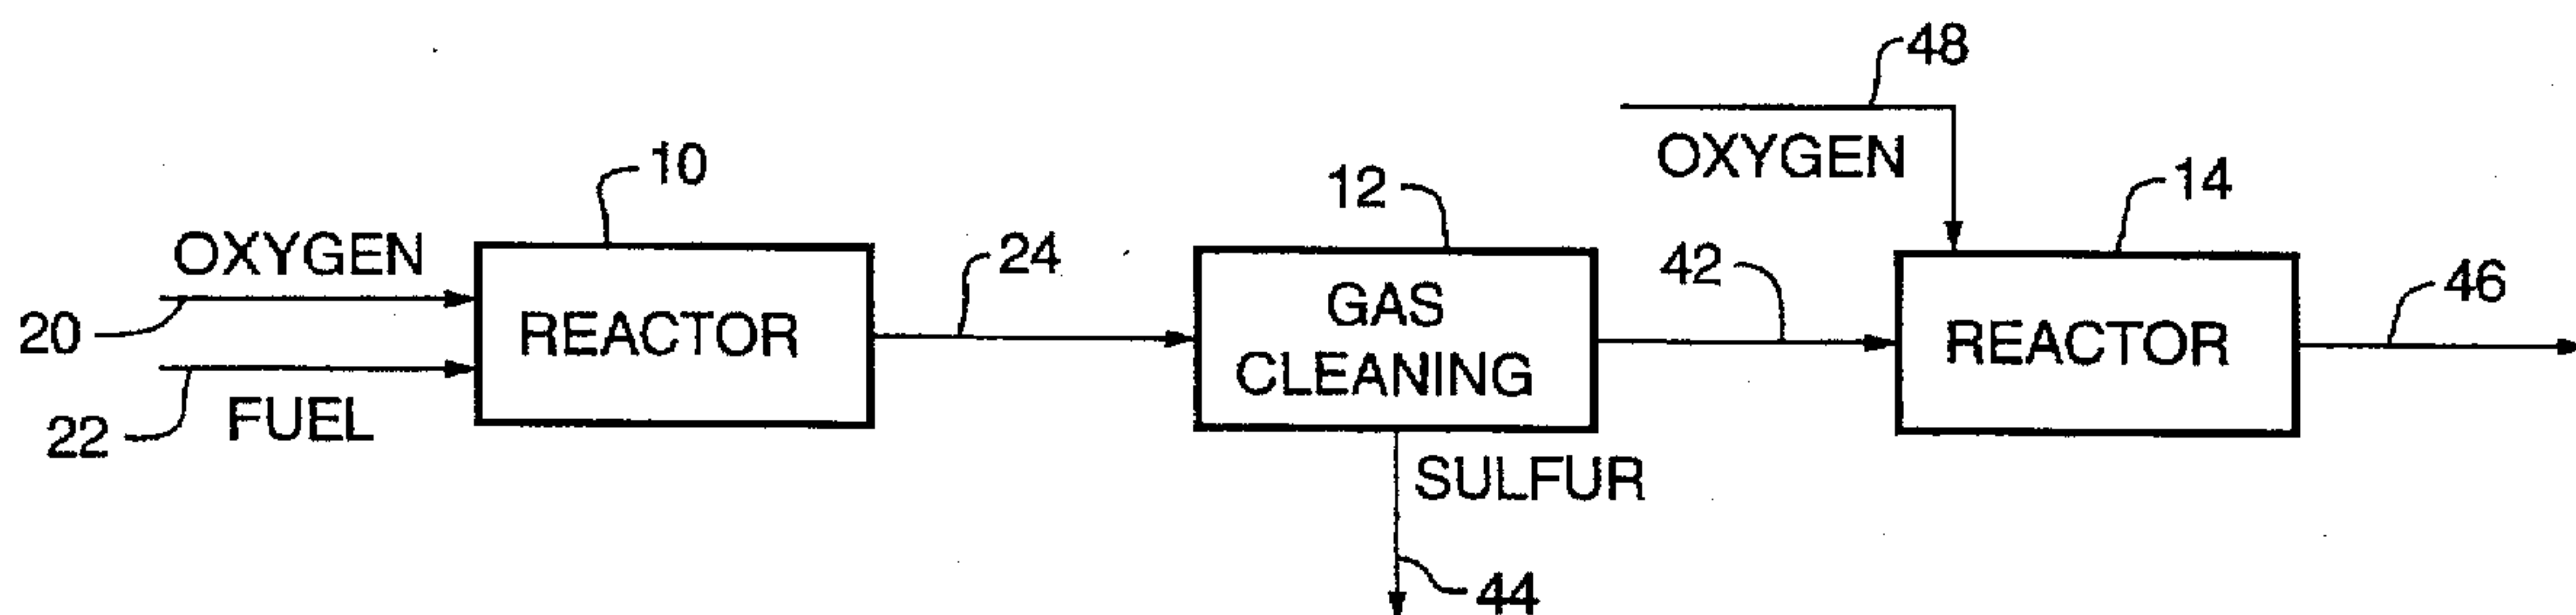 48
OXYGEN
10
12
14
OXYGEN
24
42
46
20
REACTOR
GAS
CLEANING
REACTOR
22
FUEL
SULFUR
44